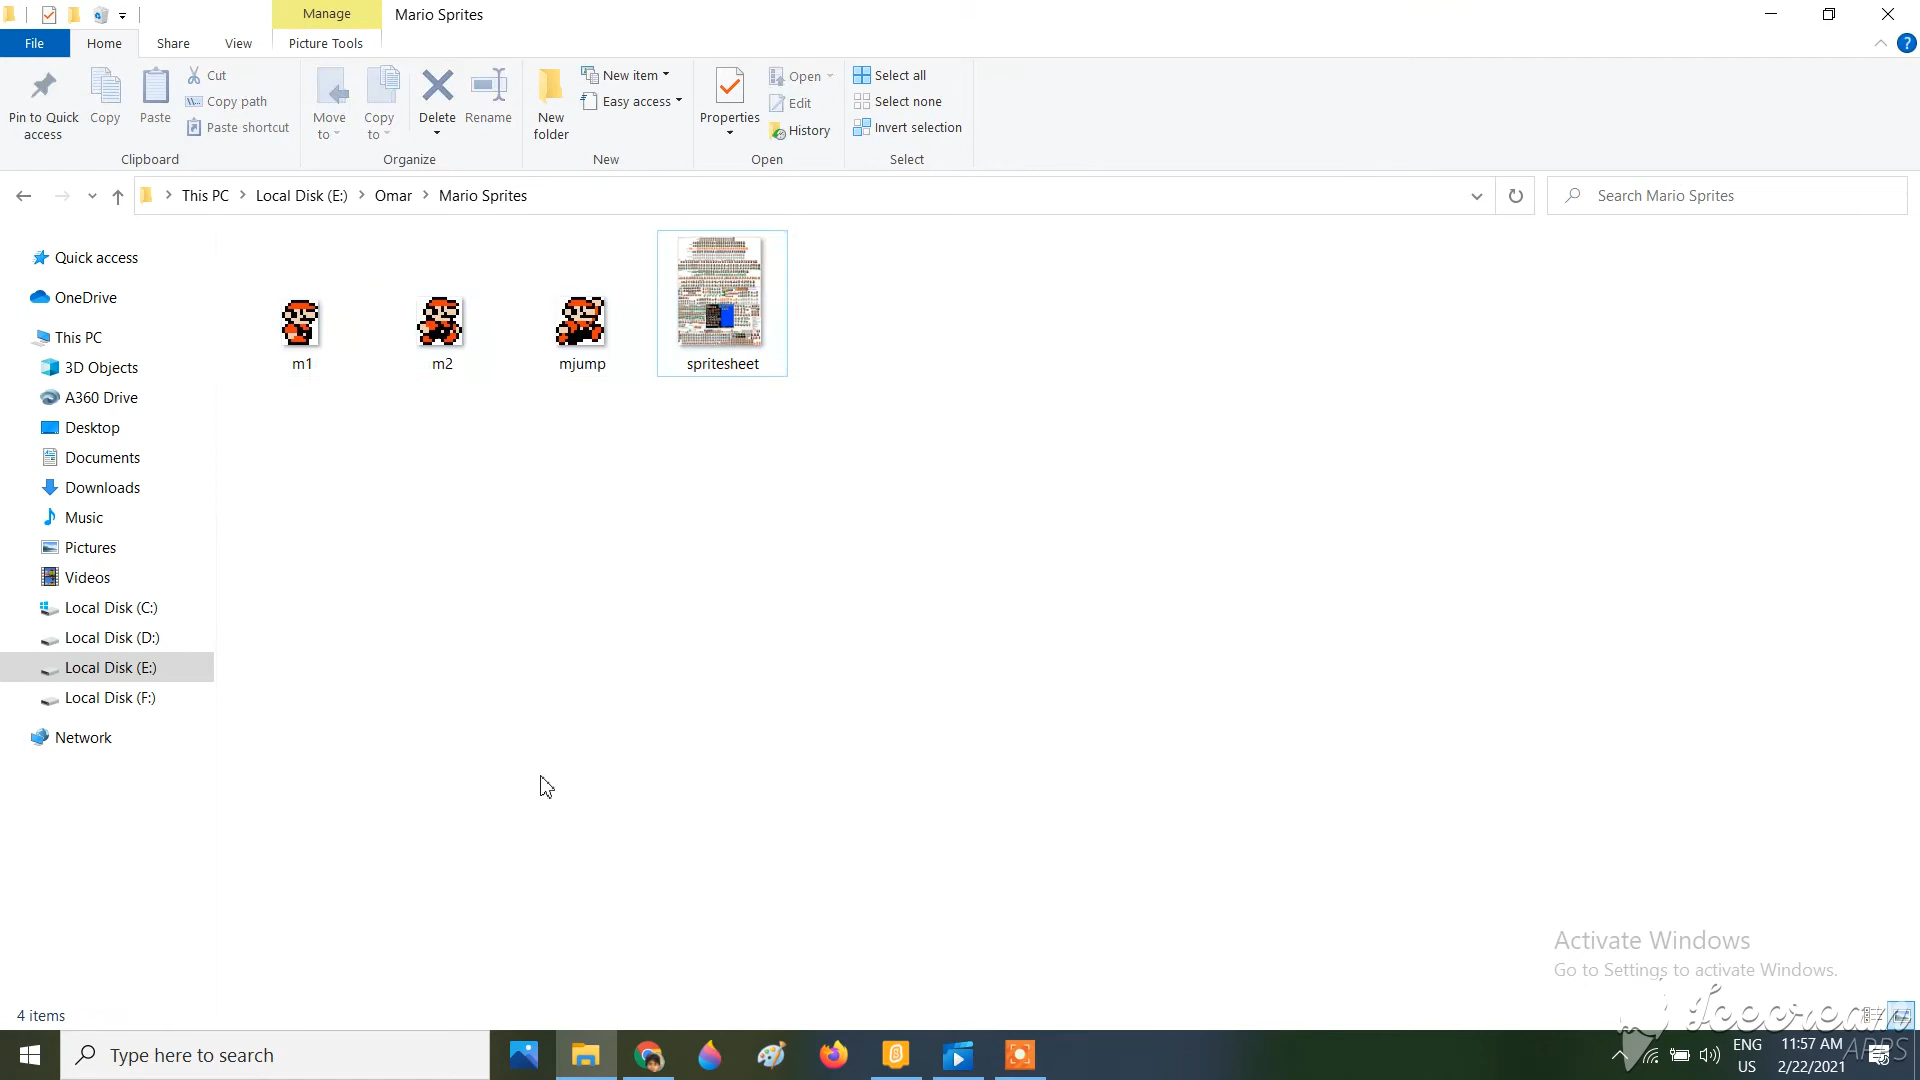 Manage
Mario Sprites
File
Home
Share
View
Picture Tools
Pin to Quick access
Copy
Paste
Cut
Copy path
Paste shortcut
Clipboard
Move to
Copy to
Delete
Rename
Organize
New folder
New item
Easy access
New
Properties
Open
Edit
History
Open
Select all
Select none
Invert selection
Select
This PC
Local Disk (E:)
Omar
Mario Sprites
Search Mario Sprites
Quick access
OneDrive
This PC
3D Objects
A360 Drive
Desktop
Documents
Downloads
Music
Pictures
Videos
Local Disk (C:)
Local Disk (D:)
Local Disk (E:)
Local Disk (F:)
Network
m1
m2
mjump
spritesheet
Activate Windows
Go to Settings to activate Windows.
4 items
Icecream
APPS
Type here to search
ENG
US
11:57 AM
2/22/2021